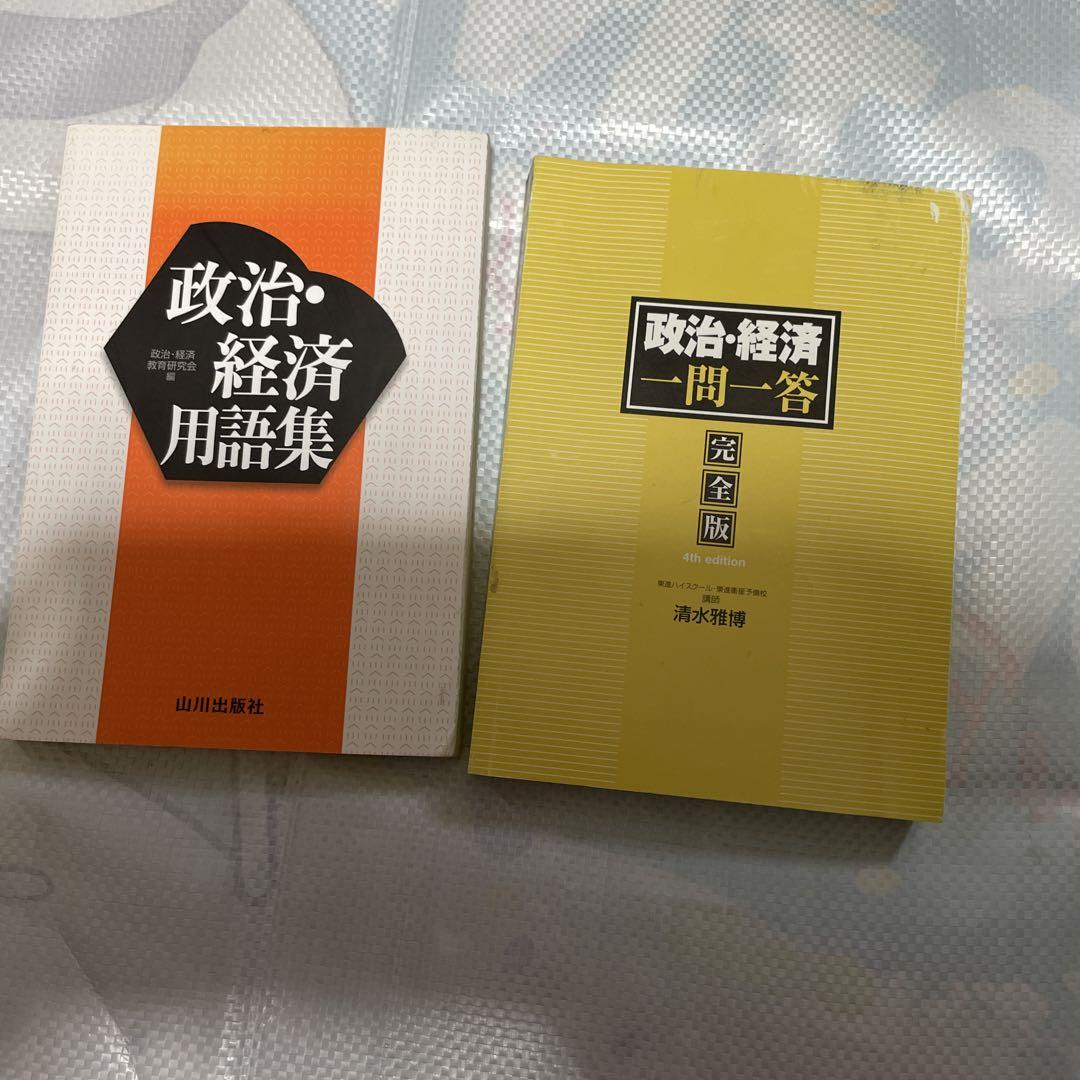 政治・
経済
用語集
政治・経済
教育研究会
編
山川出版社
政治・経済
一問一答
完
全
版
4th edition
東進ハイスクール・東進衛星予備校
講師
清水雅博